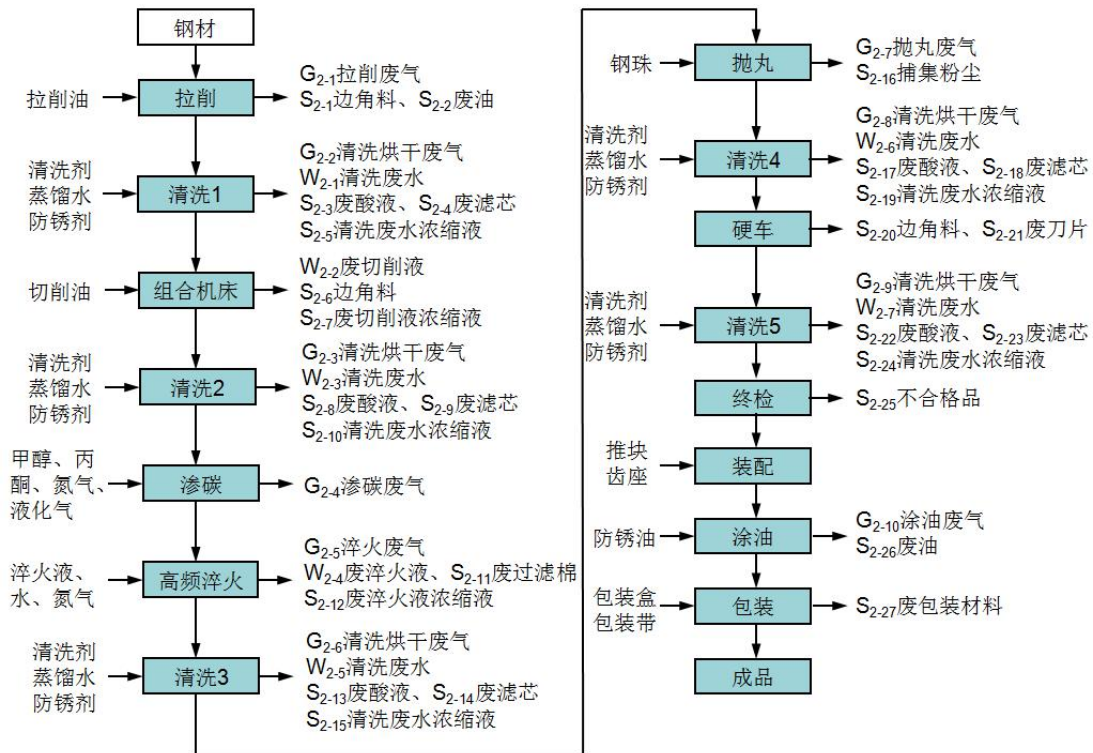 钢材
拉削油
拉削
G2-1拉削废气
S2-1边角料、S2-2废油
清洗剂
蒸馏水
防锈剂
清洗1
G2-2清洗烘干废气
W2-1清洗废水
S2-3废酸液、S2-4废滤芯
S2-5清洗废水浓缩液
切削油
组合机床
W2-2废切削液
S2-6边角料
S2-7废切削液浓缩液
清洗剂
蒸馏水
防锈剂
清洗2
G2-3清洗烘干废气
W2-3清洗废水
S2-8废酸液、S2-9废滤芯
S2-10清洗废水浓缩液
甲醇、丙
酮、氮气、
液化气
渗碳
G2-4渗碳废气
淬火液、
水、氮气
高频淬火
G2-5淬火废气
W2-4废淬火液、S2-11废过滤棉
S2-12废淬火液浓缩液
清洗剂
蒸馏水
防锈剂
清洗3
G2-6清洗烘干废气
W2-5清洗废水
S2-13废酸液、S2-14废滤芯
S2-15清洗废水浓缩液
钢珠
抛丸
G2-7抛丸废气
S2-16捕集粉尘
清洗剂
蒸馏水
防锈剂
清洗4
G2-8清洗烘干废气
W2-6清洗废水
S2-17废酸液、S2-18废滤芯
S2-19清洗废水浓缩液
硬车
S2-20边角料、S2-21废刀片
清洗剂
蒸馏水
防锈剂
清洗5
G2-9清洗烘干废气
W2-7清洗废水
S2-22废酸液、S2-23废滤芯
S2-24清洗废水浓缩液
终检
S2-25不合格品
推块
齿座
装配
防锈油
涂油
G2-10涂油废气
S2-26废油
包装盒
包装带
包装
S2-27废包装材料
成品